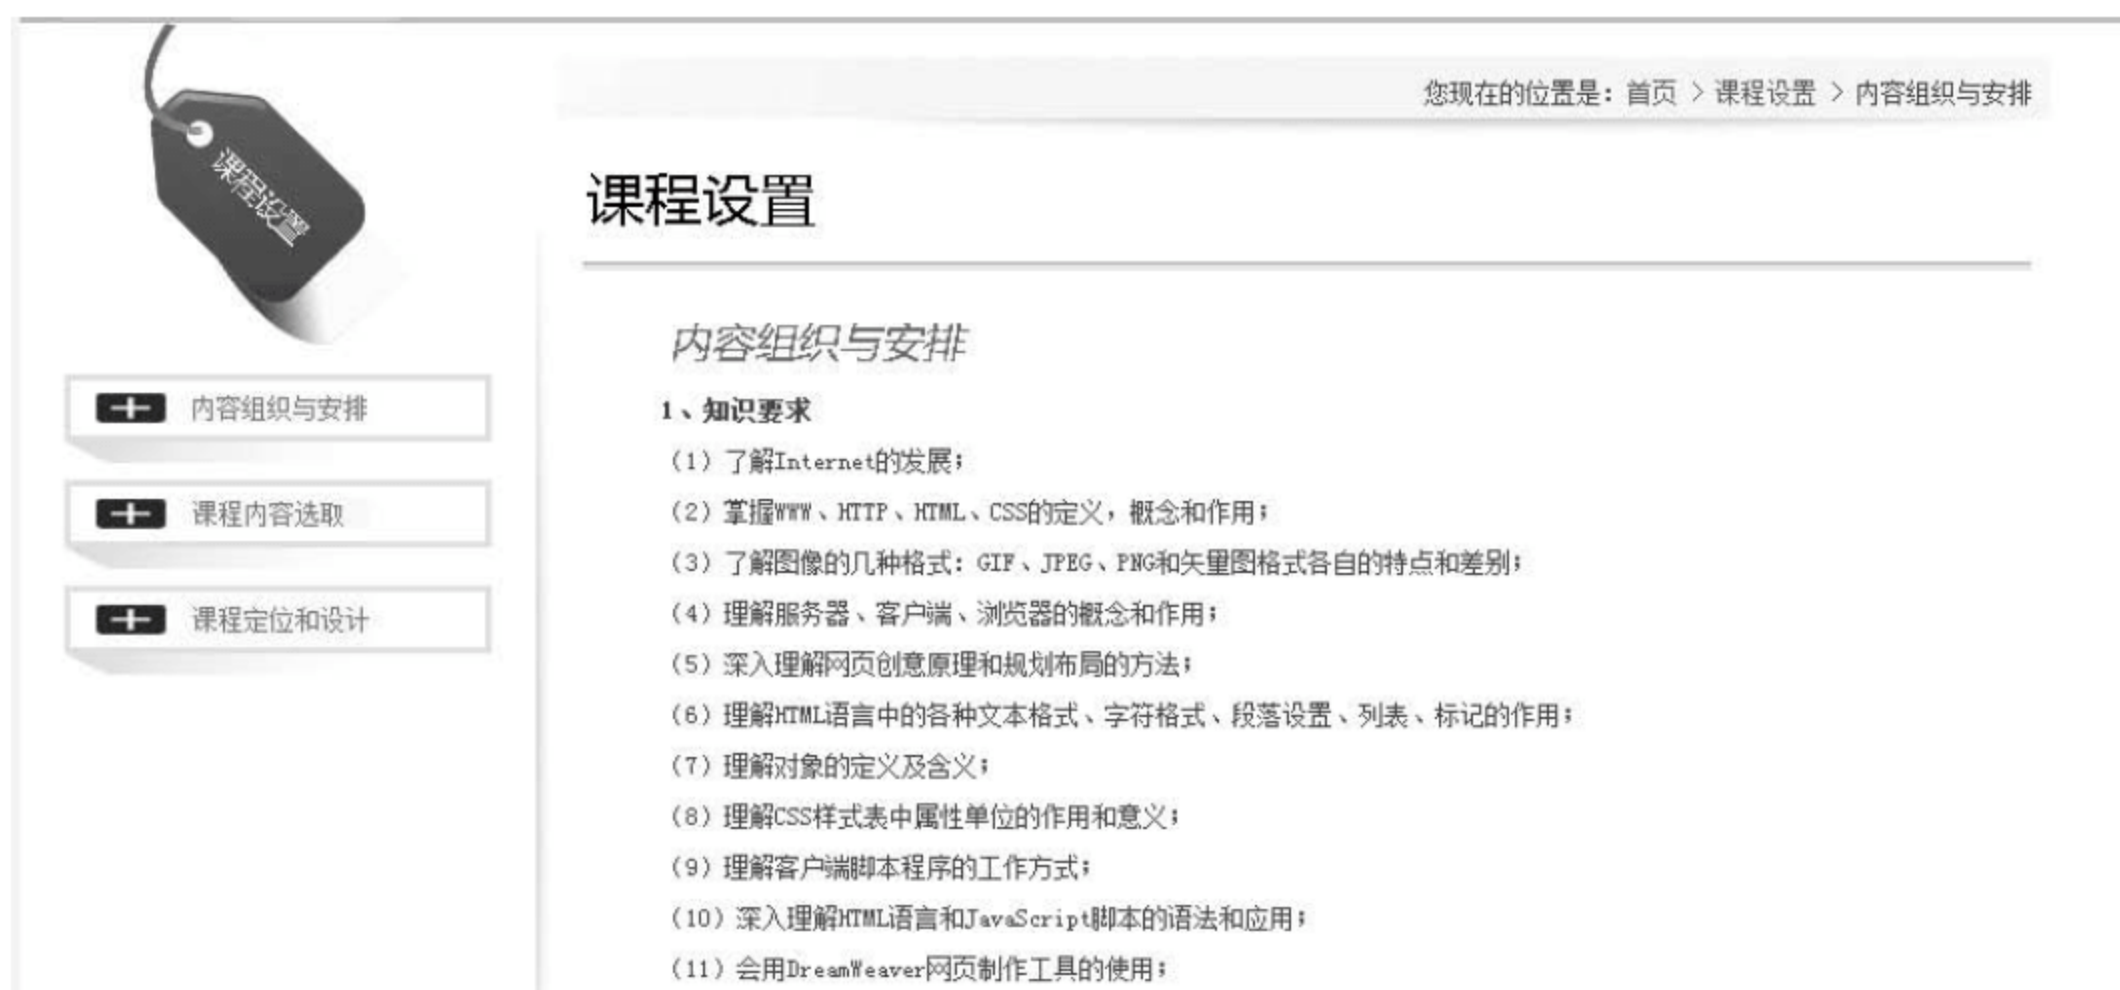 您现在的位置是：首页 > 课程设置 > 内容组织与安排
课程设置
课程设置
内容组织与安排
课程内容选取
课程定位和设计
内容组织与安排
1、知识要求
（1）了解Internet的发展；
（2）掌握WWW、HTTP、HTML、CSS的定义，概念和作用；
（3）了解图像的几种格式：GIF、JPEG、PNG和矢量图格式各自的特点和差别；
（4）理解服务器、客户端、浏览器的概念和作用；
（5）深入理解网页创意原理和规划布局的方法；
（6）理解HTML语言中的各种文本格式、字符格式、段落设置、列表、标记的作用；
（7）理解对象的定义及含义；
（8）理解CSS样式表中属性单位的作用和意义；
（9）理解客户端脚本程序的工作方式；
（10）深入理解HTML语言和JavaScript脚本的语法和应用；
（11）会用DreamWeaver网页制作工具的使用；